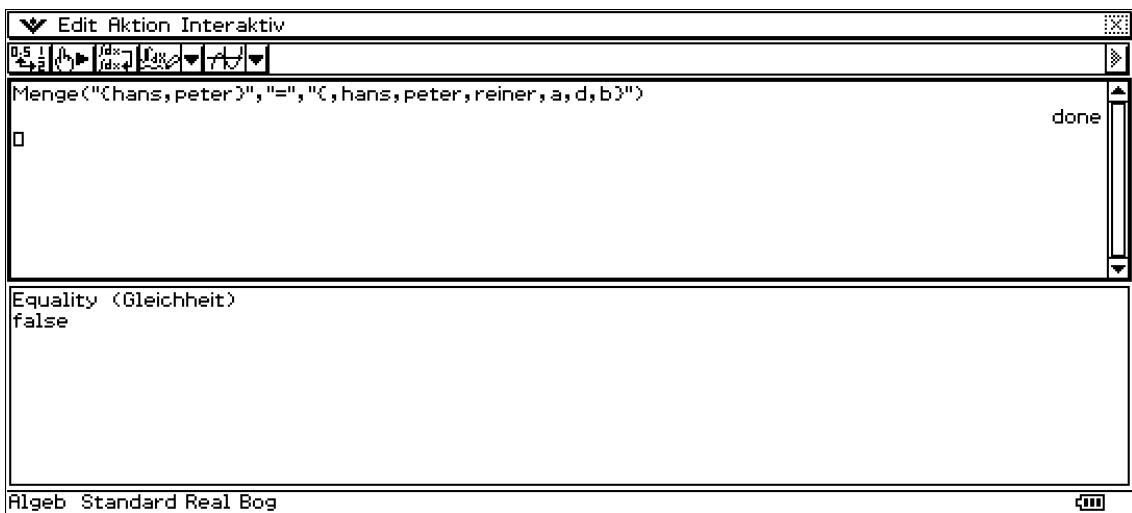 Edit Aktion Interaktiv
Menge("{hans,peter}","=","{,hans,peter,reiner,a,d,b}")
done
Equality (Gleichheit)
false
Algeb Standard Real Bog